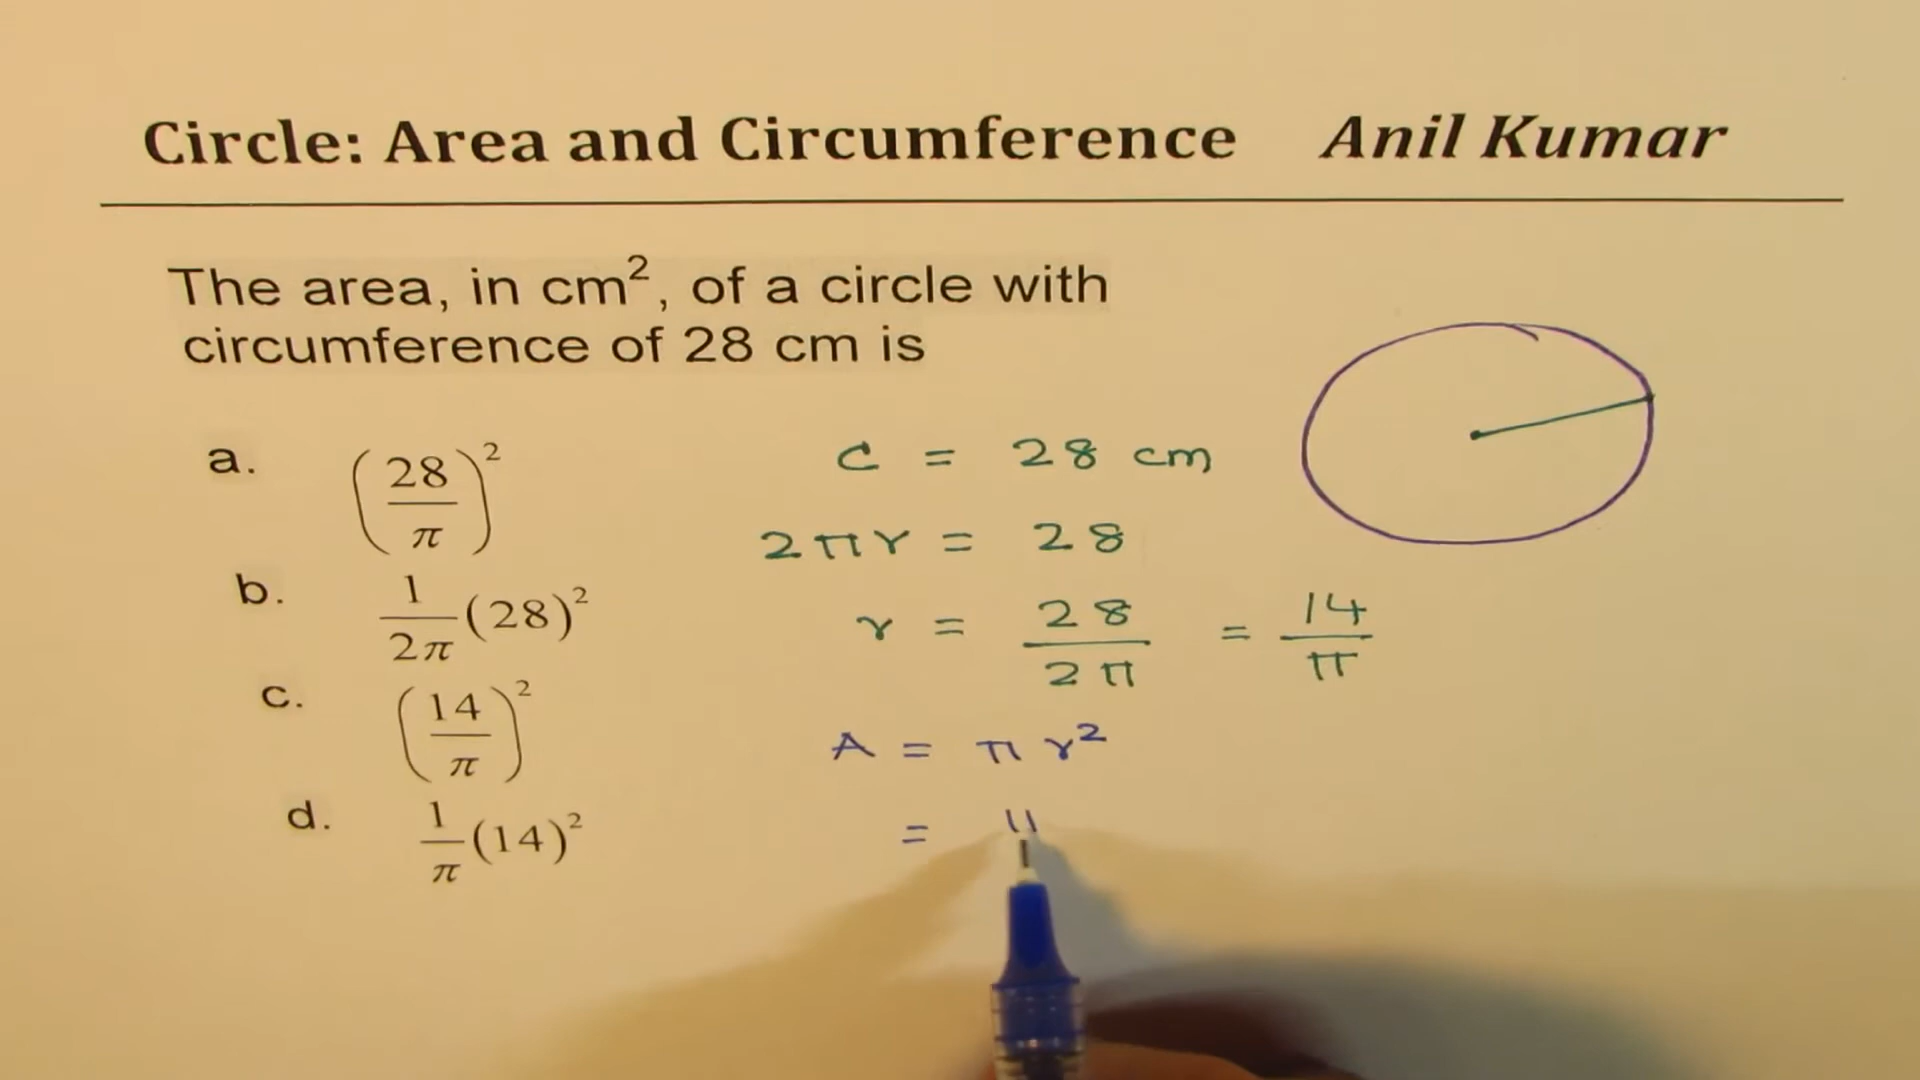 Circle: Area and Circumference Anil Kumar
The area, in cm², of a circle with
circumference of 28 cm is
a. (28/π)²
b. 1/2π (28)²
c. (14/π)²
d. 1/π (14)²
C = 28 cm
2πr = 28
r = 28/2π = 14/π
A = πr²
=